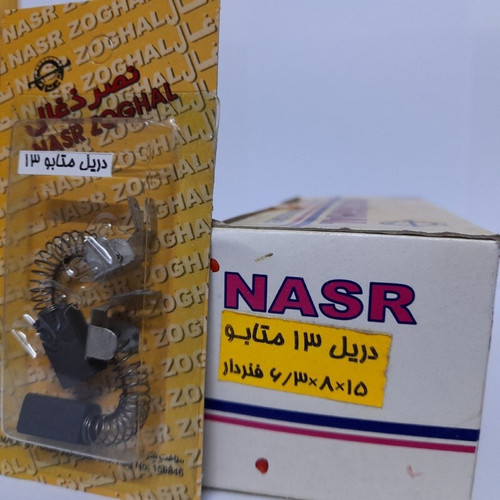 NASR ZOGHAL
نصر ذغال
NASR ZOGHAL
دریل متابو ۱۳
NASR
دریل ۱۳ متابو
۶/۳×۸×۱۵ فنردار